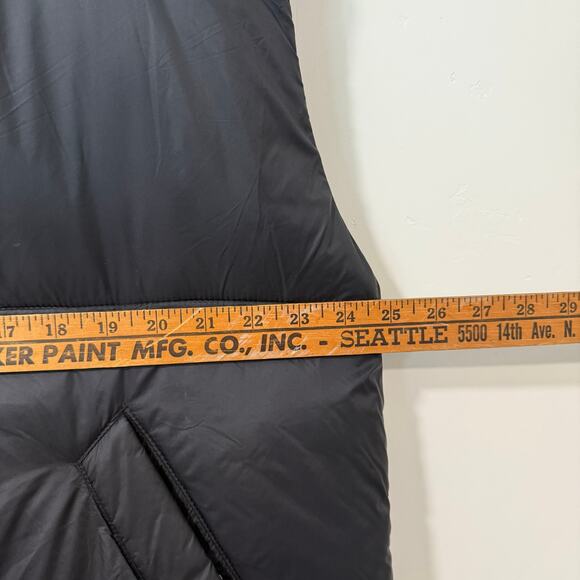 17 18 19 20 21 22 23 24 25 26 27 28 29
KER PAINT MFG. CO., INC. - SEATTLE 5500 14th Ave. N.